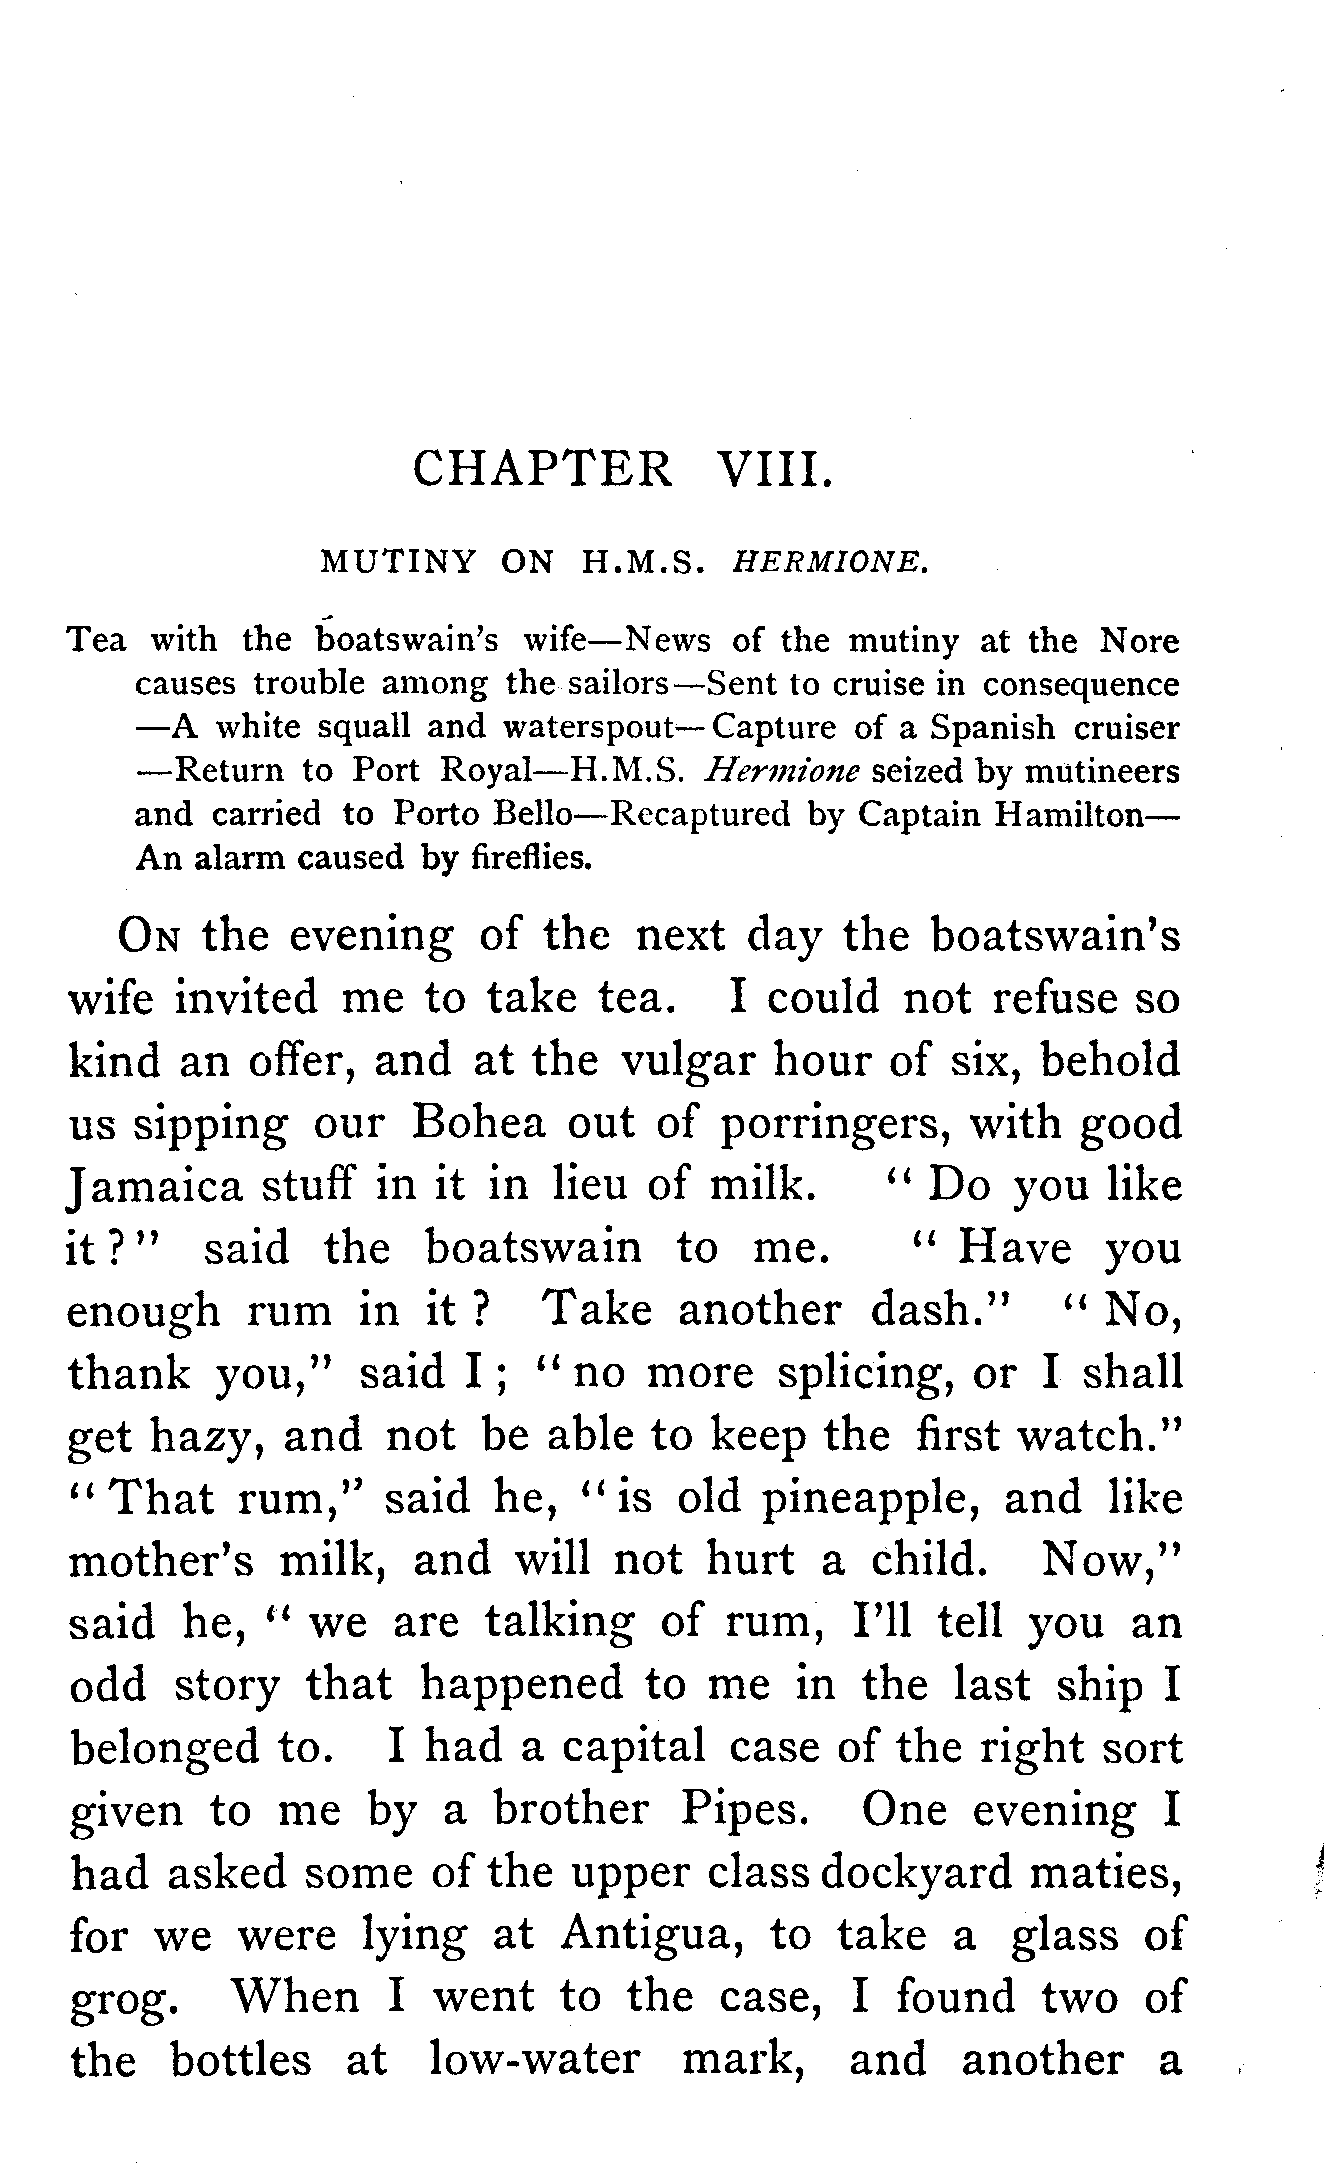 CHAPTER VIII.
MUTINY ON H.M.S. HERMIONE.
Tea with the boatswain's wife—News of the mutiny at the Nore
causes trouble among the sailors—Sent to cruise in consequence
—A white squall and waterspout—Capture of a Spanish cruiser
—Return to Port Royal—H.M.S. Hermione seized by mutineers
and carried to Porto Bello—Recaptured by Captain Hamilton—
An alarm caused by fireflies.
ON the evening of the next day the boatswain's
wife invited me to take tea. I could not refuse so
kind an offer, and at the vulgar hour of six, behold
us sipping our Bohea out of porringers, with good
Jamaica stuff in it in lieu of milk. "Do you like
it?" said the boatswain to me. "Have you
enough rum in it? Take another dash." "No,
thank you," said I; "no more splicing, or I shall
get hazy, and not be able to keep the first watch."
"That rum," said he, "is old pineapple, and like
mother's milk, and will not hurt a child. Now,"
said he, "we are talking of rum, I'll tell you an
odd story that happened to me in the last ship I
belonged to. I had a capital case of the right sort
given to me by a brother Pipes. One evening I
had asked some of the upper class dockyard maties,
for we were lying at Antigua, to take a glass of
grog. When I went to the case, I found two of
the bottles at low-water mark, and another a